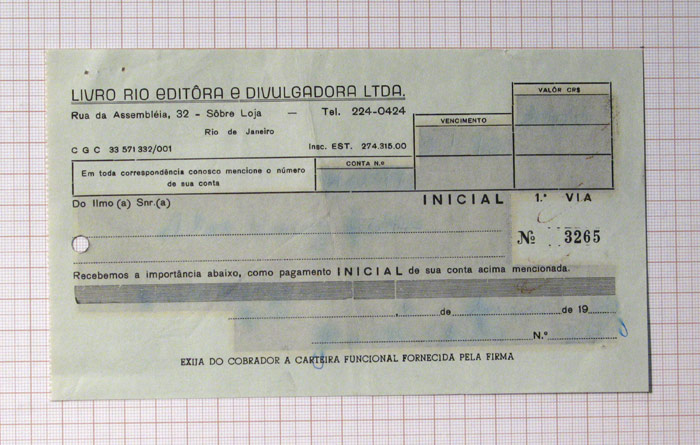 LIVRO RIO EDITÔRA E DIVULGADORA LTDA.
Rua da Assembléia, 32 - Sôbre Loja — Tel. 224-0424
Rio de Janeiro
C G C 33 571 332/001 Insc. EST. 274.315.00
VENCIMENTO
VALÔR CR$
Em toda correspondência conosco mencione o número
de sua conta
CONTA N.º
Do Ilmo (a) Snr.(a) INICIAL 1.ª VIA
Nº 3265
Recebemos a importância abaixo, como pagamento INICIAL de sua conta acima mencionada.
, de de 19
N.º
EXIJA DO COBRADOR A CARTEIRA FUNCIONAL FORNECIDA PELA FIRMA